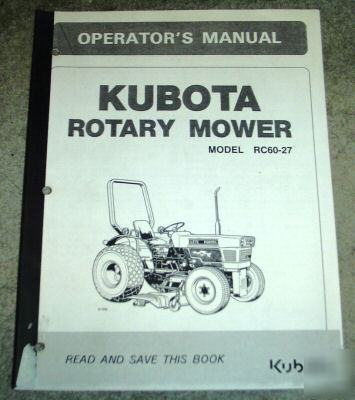 OPERATOR'S MANUAL
KUBOTA
ROTARY MOWER
MODEL RC60-27
READ AND SAVE THIS BOOK
Kub